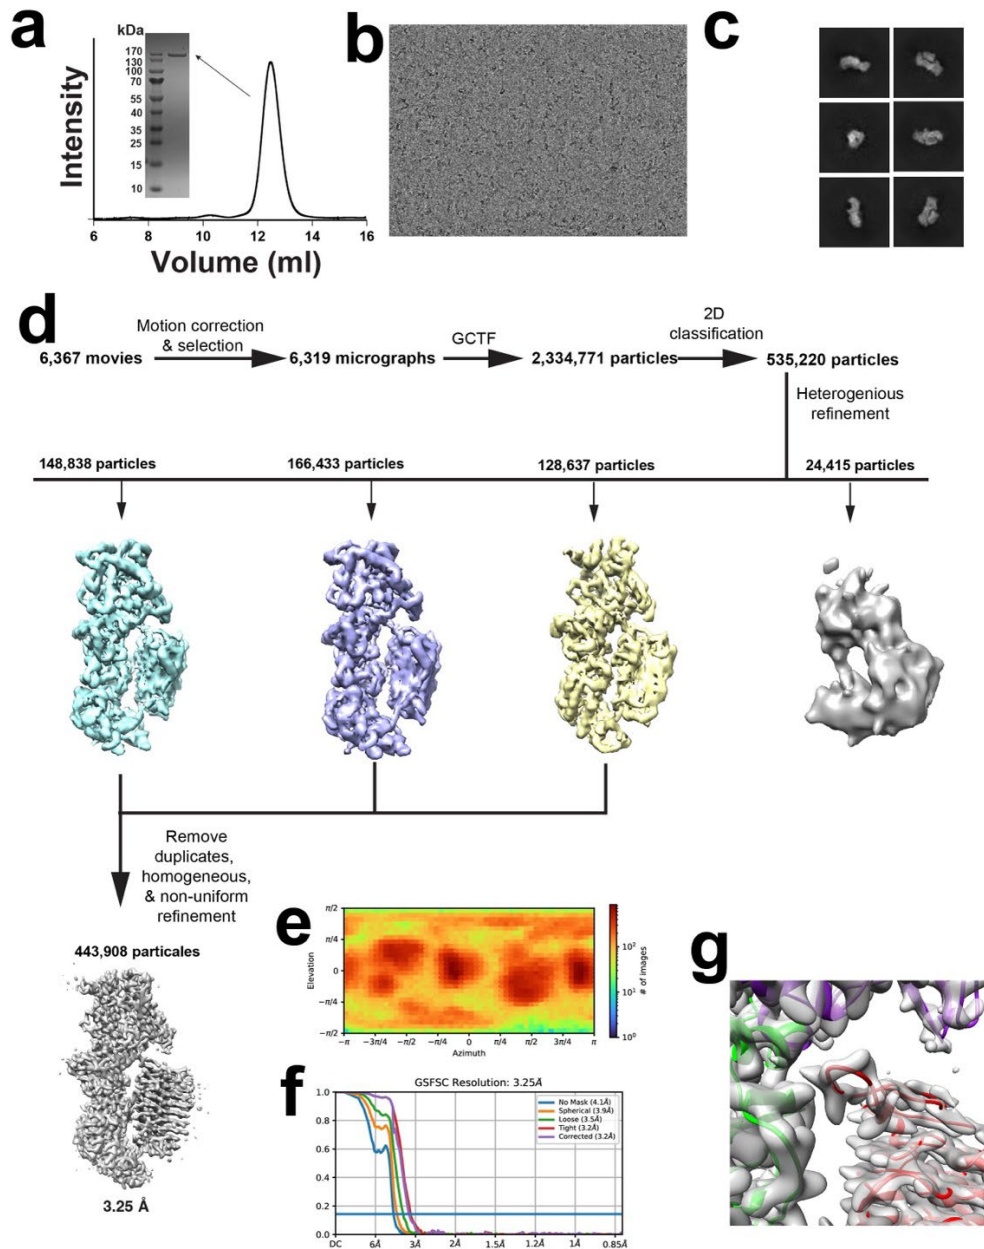 a
kDa
170
130
100
70
55
40
35
25
15
10
Intensity
6 8 10 12 14 16
Volume (ml)
b
c
d
6,367 movies
Motion correction
& selection
6,319 micrographs
GCTF
2,334,771 particles
2D
classification
535,220 particles
Heterogenious
refinement
148,838 particles
166,433 particles
128,637 particles
24,415 particles
Remove
duplicates,
homogeneous,
& non-uniform
refinement
443,908 particales
3.25 Å
e
π/2
π/4
0
−π/4
−π/2
Elevation
−π −3π/4 −π/2 −π/4 0 π/4 π/2 3π/4 π
Azimuth
10²
10¹
10⁰
# of images
f
GSFSC Resolution: 3.25Å
1.0
0.8
0.6
0.4
0.2
0.0
No Mask (4.1Å)
Spherical (3.9Å)
Loose (3.5Å)
Tight (3.2Å)
Corrected (3.2Å)
DC 6Å 3Å 2Å 1.5Å 1.2Å 1Å 0.85Å
g